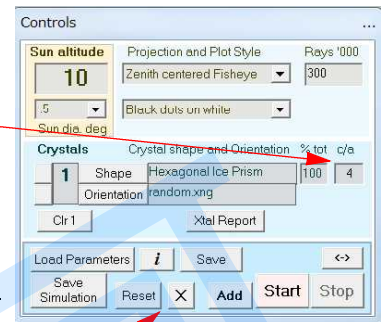 Controls ...
Sun altitude Projection and Plot Style Rays '000
10 Zenith centered Fisheye 300
.5 Black dots on white
Sun dia. deg
Crystals Crystal shape and Orientation % tot c/a
1 Shape Hexagonal Ice Prism 100 4
Orientation random.xng
Clr 1 Xtal Report
Load Parameters i Save <->
Save Simulation Reset X Add Start Stop